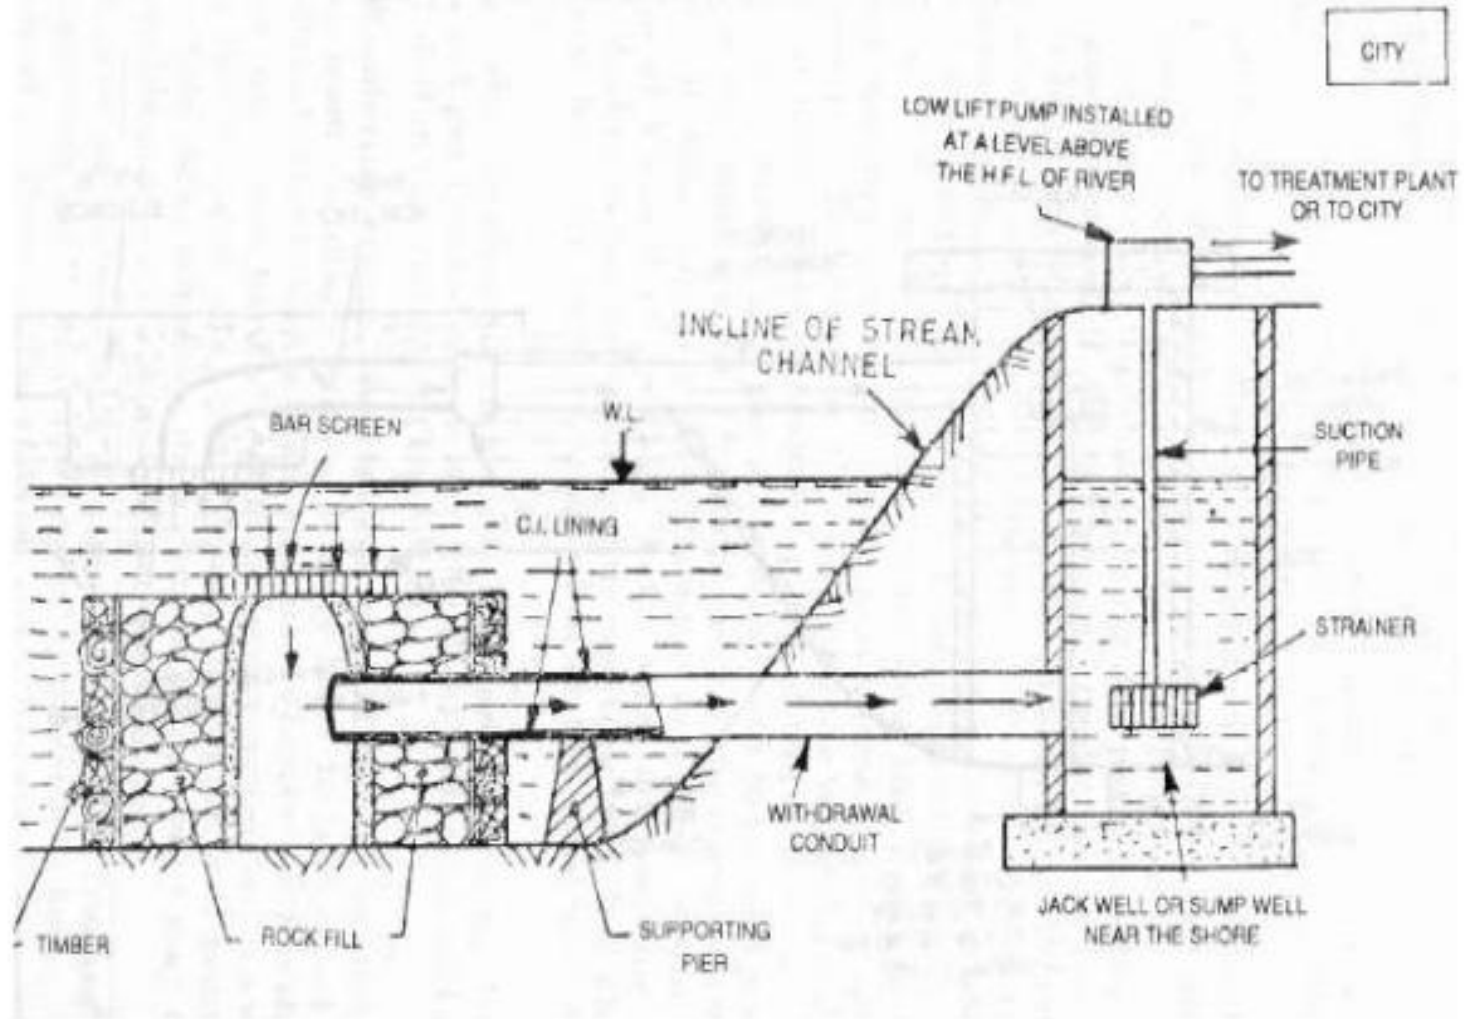 CITY
LOW LIFT PUMP INSTALLED
AT A LEVEL ABOVE
THE H.F.L. OF RIVER
TO TREATMENT PLANT
OR TO CITY
INCLINE OF STREAM
CHANNEL
BAR SCREEN
W.L.
SUCTION
PIPE
C.I. LINING
STRAINER
WITHDRAWAL
CONDUIT
JACK WELL OR SUMP WELL
NEAR THE SHORE
TIMBER
ROCK FILL
SUPPORTING
PIER